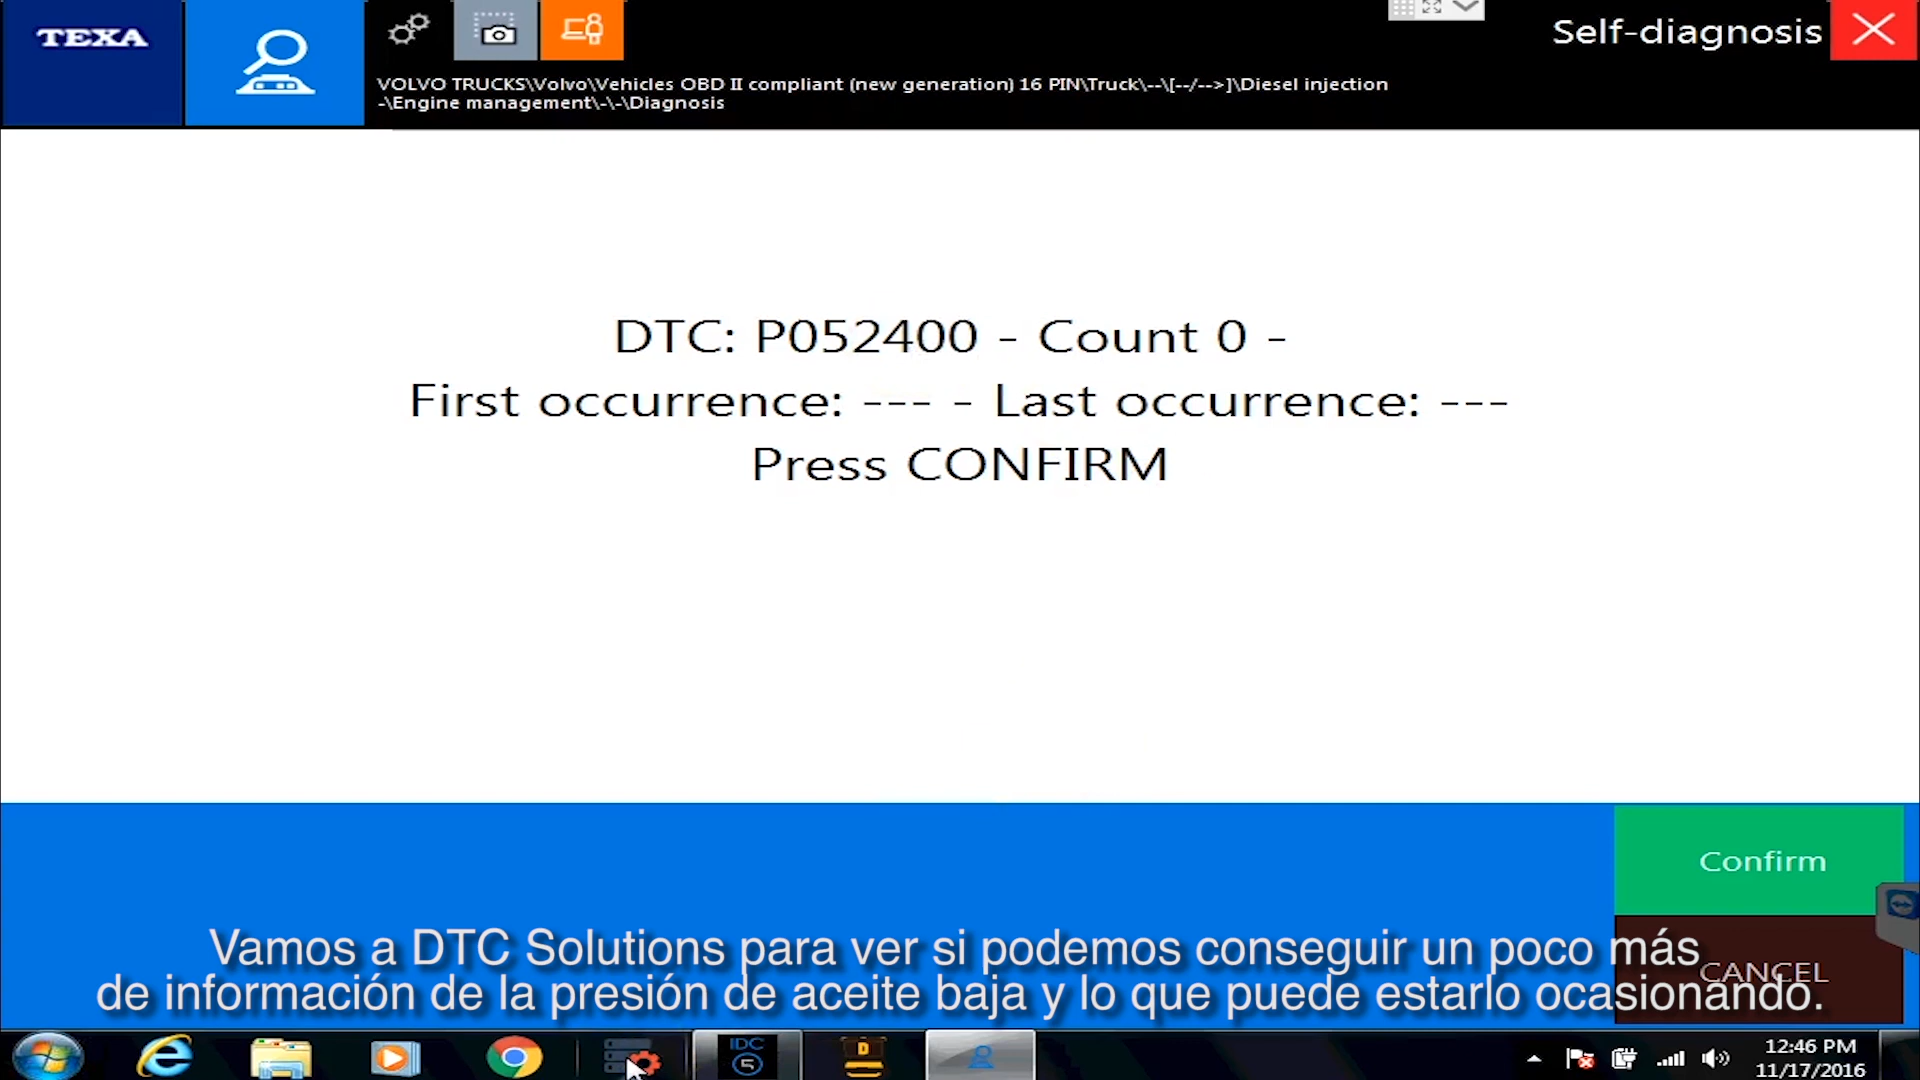 TEXA
Self-diagnosis
VOLVO TRUCKS\Volvo\Vehicles OBD II compliant (new generation) 16 PIN\Truck\--\[--/-->]\Diesel injection
-\Engine management\-\-\Diagnosis
DTC: P052400 - Count 0 -
First occurrence: --- - Last occurrence: ---
Press CONFIRM
Confirm
CANCEL
Vamos a DTC Solutions para ver si podemos conseguir un poco más
de información de la presión de aceite baja y lo que puede estarlo ocasionando.
IDC
5
D
12:46 PM
11/17/2016